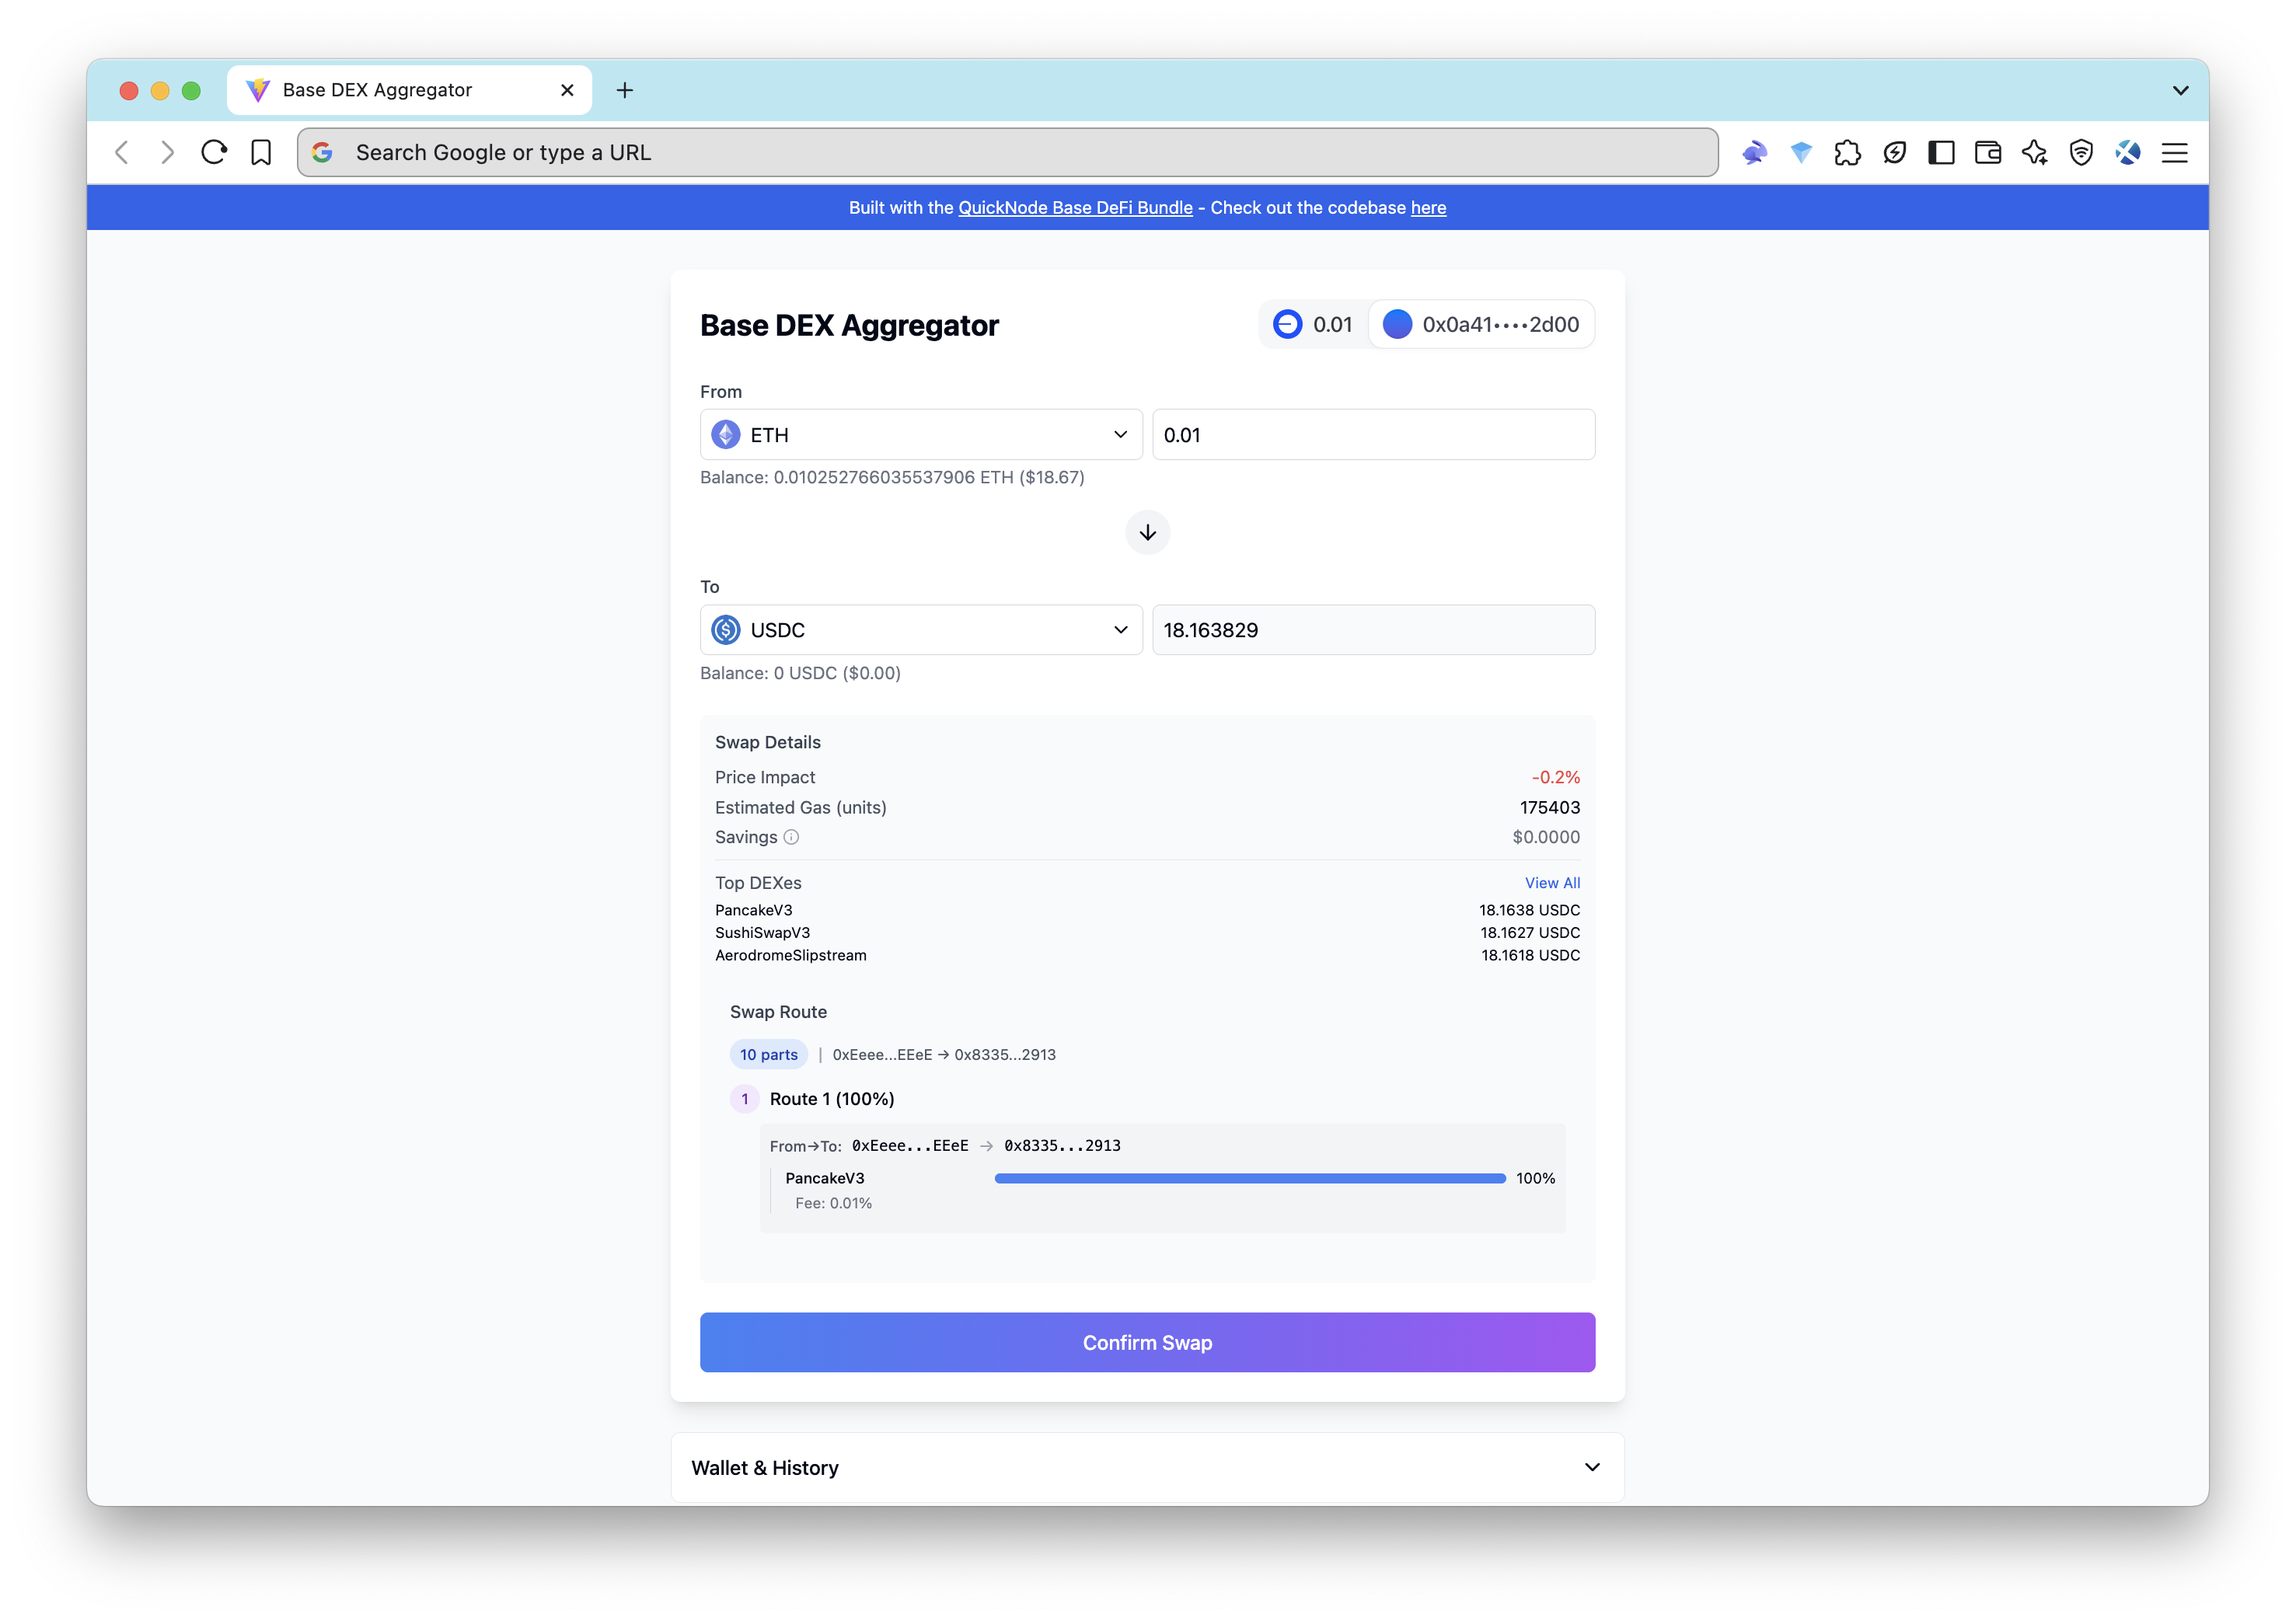 Base DEX Aggregator
Search Google or type a URL
Built with the QuickNode Base DeFi Bundle - Check out the codebase here
Base DEX Aggregator
0.01
0x0a41••••2d00
From
ETH
0.01
Balance: 0.010252766035537906 ETH ($18.67)
To
USDC
18.163829
Balance: 0 USDC ($0.00)
Swap Details
Price Impact
-0.2%
Estimated Gas (units)
175403
Savings
$0.0000
Top DEXes
View All
PancakeV3
18.1638 USDC
SushiSwapV3
18.1627 USDC
AerodromeSlipstream
18.1618 USDC
Swap Route
10 parts | 0xEeee...EEeE → 0x8335...2913
1 Route 1 (100%)
From→To: 0xEeee...EEeE → 0x8335...2913
PancakeV3
100%
Fee: 0.01%
Confirm Swap
Wallet & History